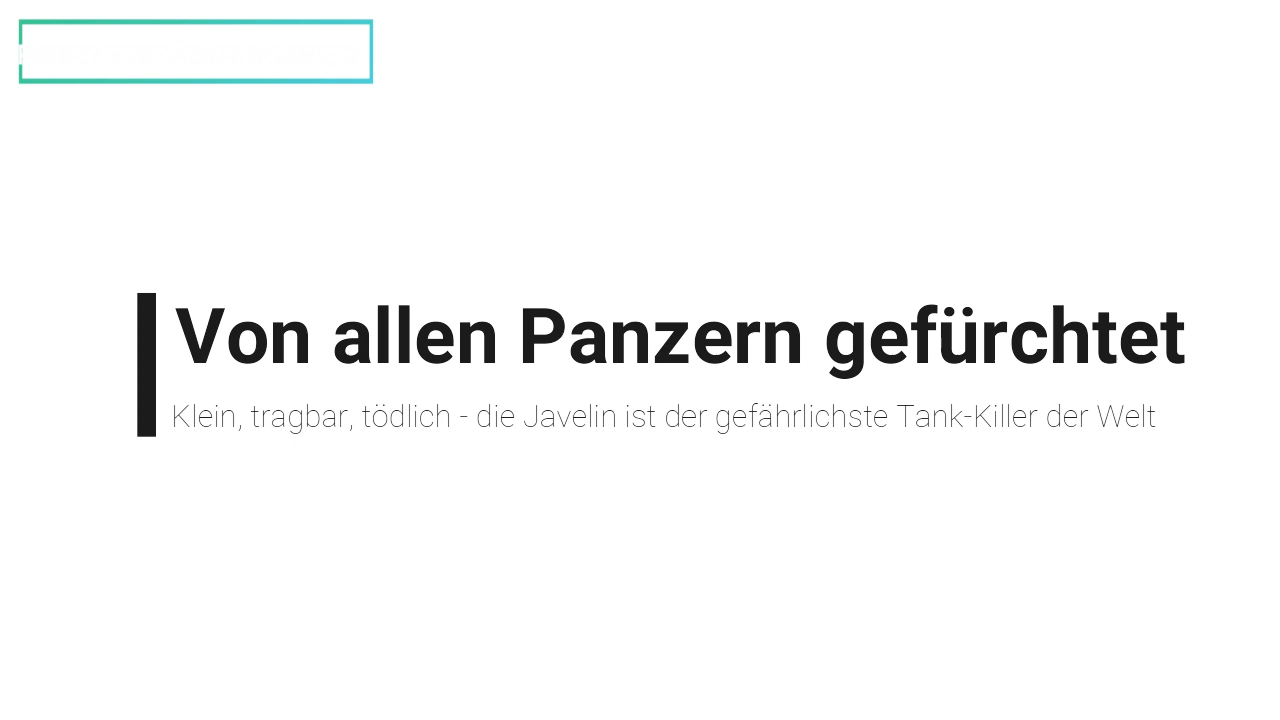 Von allen Panzern gefürchtet
Klein, tragbar, tödlich - die Javelin ist der gefährlichste Tank-Killer der Welt